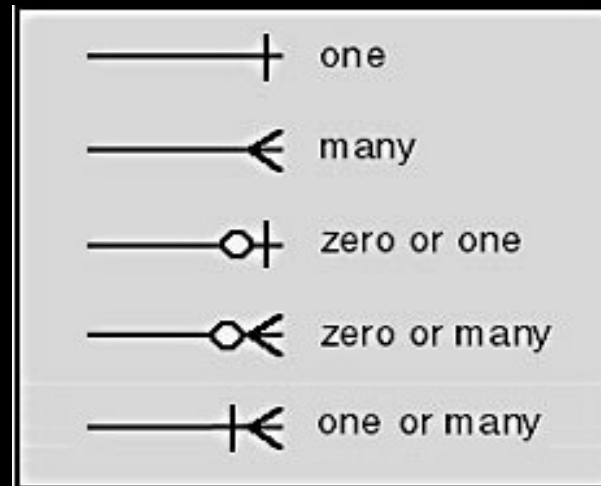 one
many
zero or one
zero or many
one or many